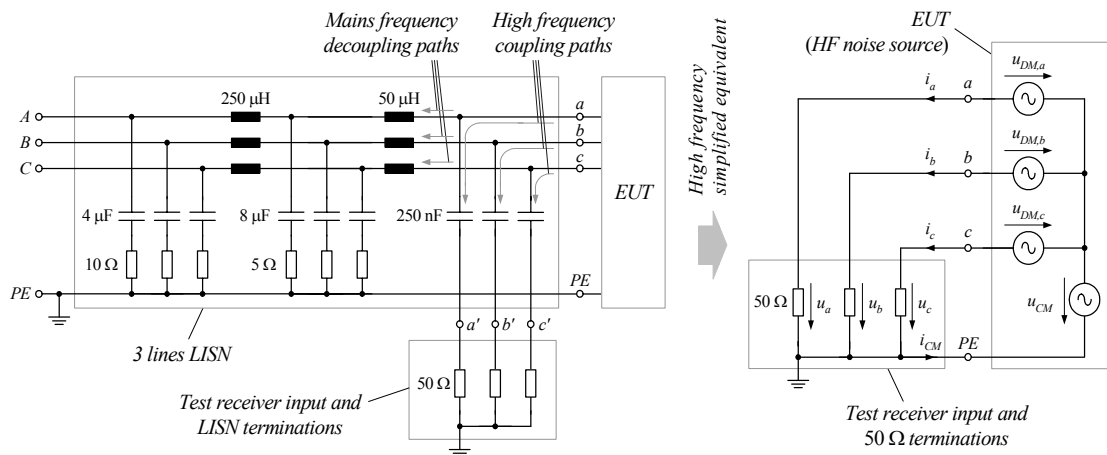 Mains frequency
decoupling paths
High frequency
coupling paths
250 μH
50 μH
A
B
C
a
b
c
4 μF
8 μF
250 nF
10 Ω
5 Ω
EUT
PE
PE
3 lines LISN
a'
b'
c'
50 Ω
Test receiver input and
LISN terminations
High frequency
simplified equivalent
EUT
(HF noise source)
i_a
a
u_DM,a
i_b
b
u_DM,b
i_c
c
u_DM,c
50 Ω
u_a
u_b
u_c
u_CM
i_CM
PE
Test receiver input and
50 Ω terminations